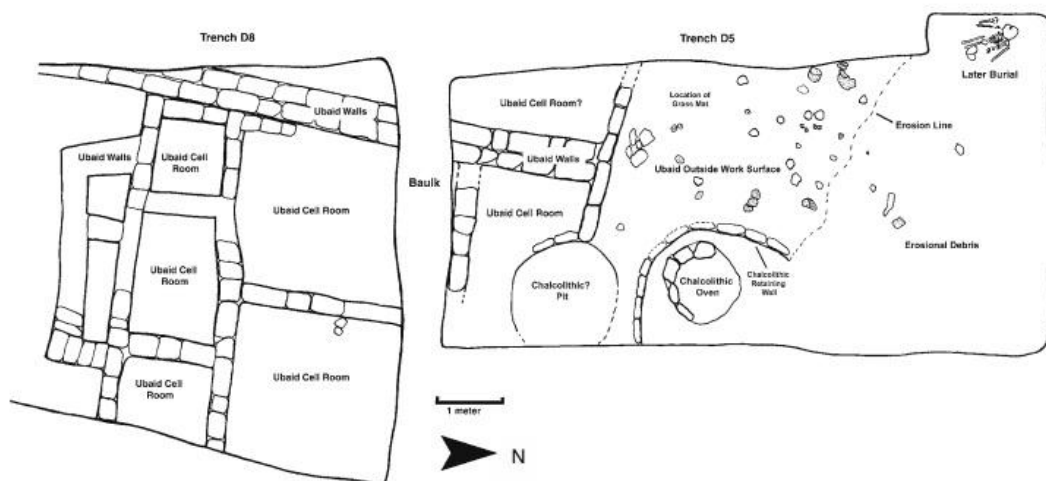 Trench D8
Trench D5
Later Burial
Ubaid Walls
Ubaid Cell Room?
Location of
Grass Mat
Erosion Line
Ubaid Walls
Ubaid Cell
Room
Baulk
Ubaid Walls
Ubaid Outside Work Surface
Ubaid Cell Room
Ubaid Cell Room
Erosional Debris
Ubaid Cell
Room
Chalcolithic?
Pit
Chalcolithic
Oven
Chalcolithic
Retaining
Wall
Ubaid Cell
Room
Ubaid Cell Room
1 meter
N